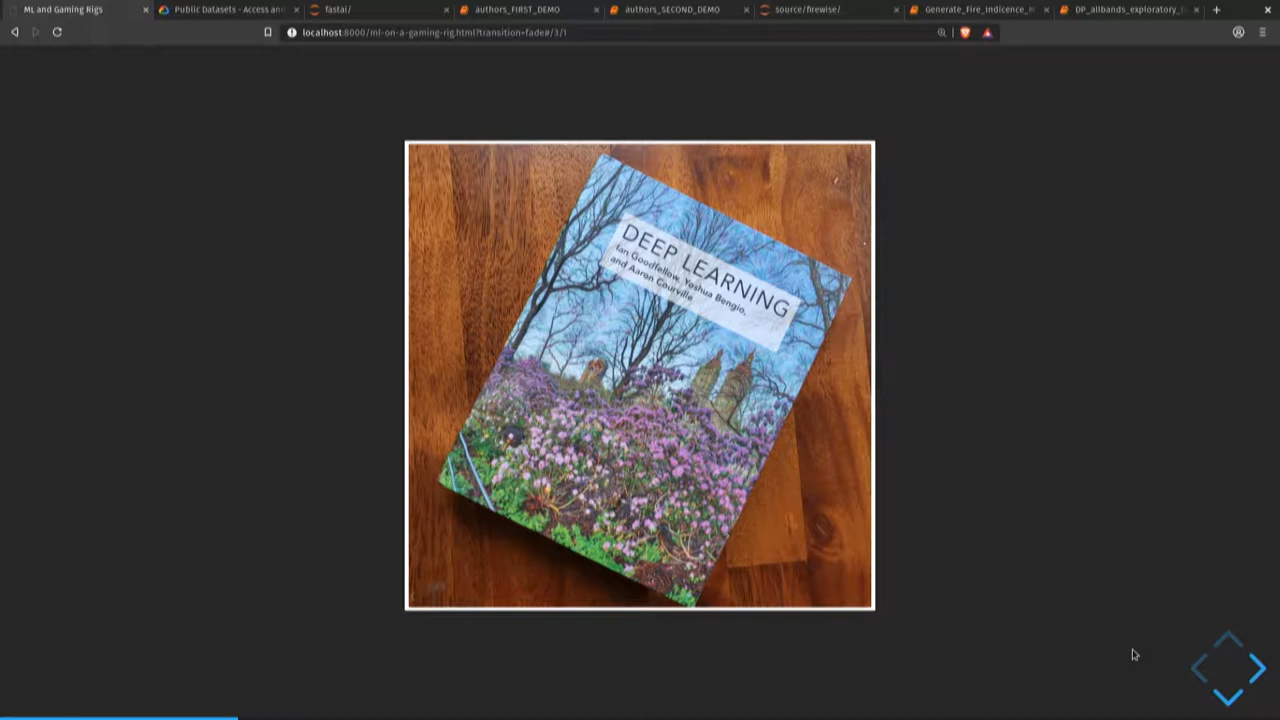 ML and Gaming Rigs
Public Datasets - Access and
fastai/
authors_FIRST_DEMO
authors_SECOND_DEMO
source/firewise/
Generate_Fire_Indicence_
DP_allbands_exploratory_
localhost:8000/ml-on-a-gaming-rig.html?transition=fade#/3/1
DEEP LEARNING
Ian Goodfellow, Yoshua Bengio,
and Aaron Courville